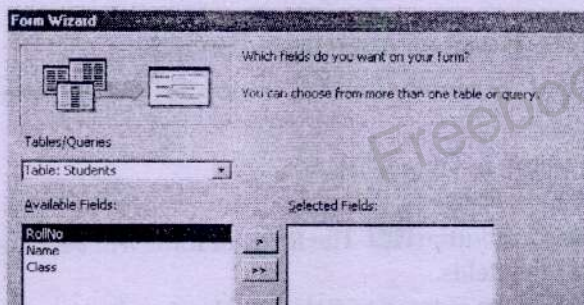 Form Wizard
Which fields do you want on your form?
You can choose from more than one table or query.
Tables/Queries
Table: Students
Available Fields:
Selected Fields:
RollNo
Name
Class
>
>>